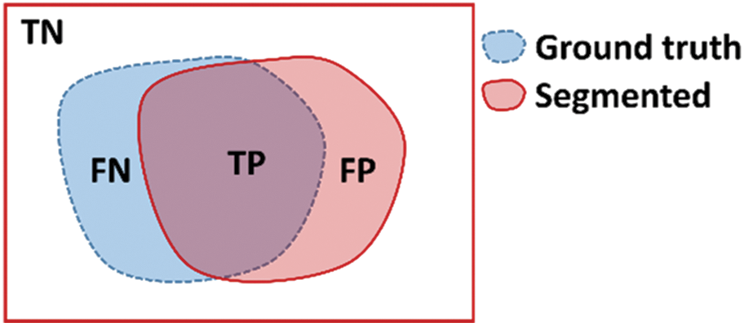 TN
Ground truth
Segmented
FN TP FP